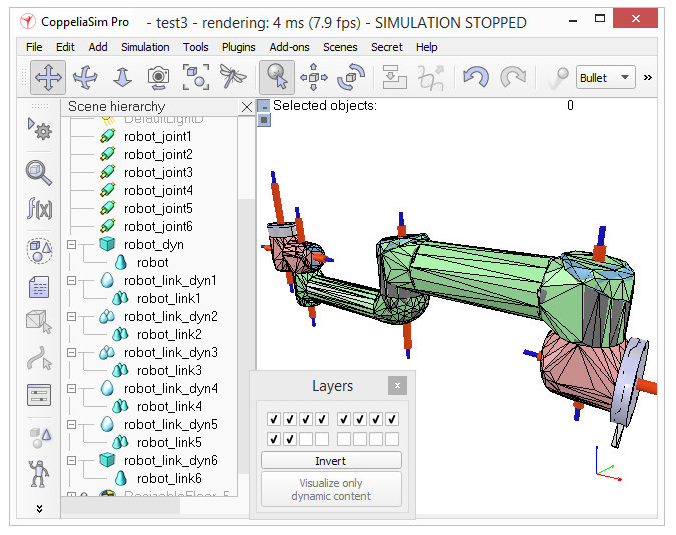 CoppeliaSim Pro - test3 - rendering: 4 ms (7.9 fps) - SIMULATION STOPPED
File Edit Add Simulation Tools Plugins Add-ons Scenes Secret Help
Bullet »
Scene hierarchy
Selected objects: 0
DefaultLightD
robot_joint1
robot_joint2
robot_joint3
robot_joint4
robot_joint5
robot_joint6
robot_dyn
robot
robot_link_dyn1
robot_link1
robot_link_dyn2
robot_link2
robot_link_dyn3
robot_link3
robot_link_dyn4
robot_link4
robot_link_dyn5
robot_link5
robot_link_dyn6
robot_link6
f(x)
Layers
Invert
Visualize only
dynamic content